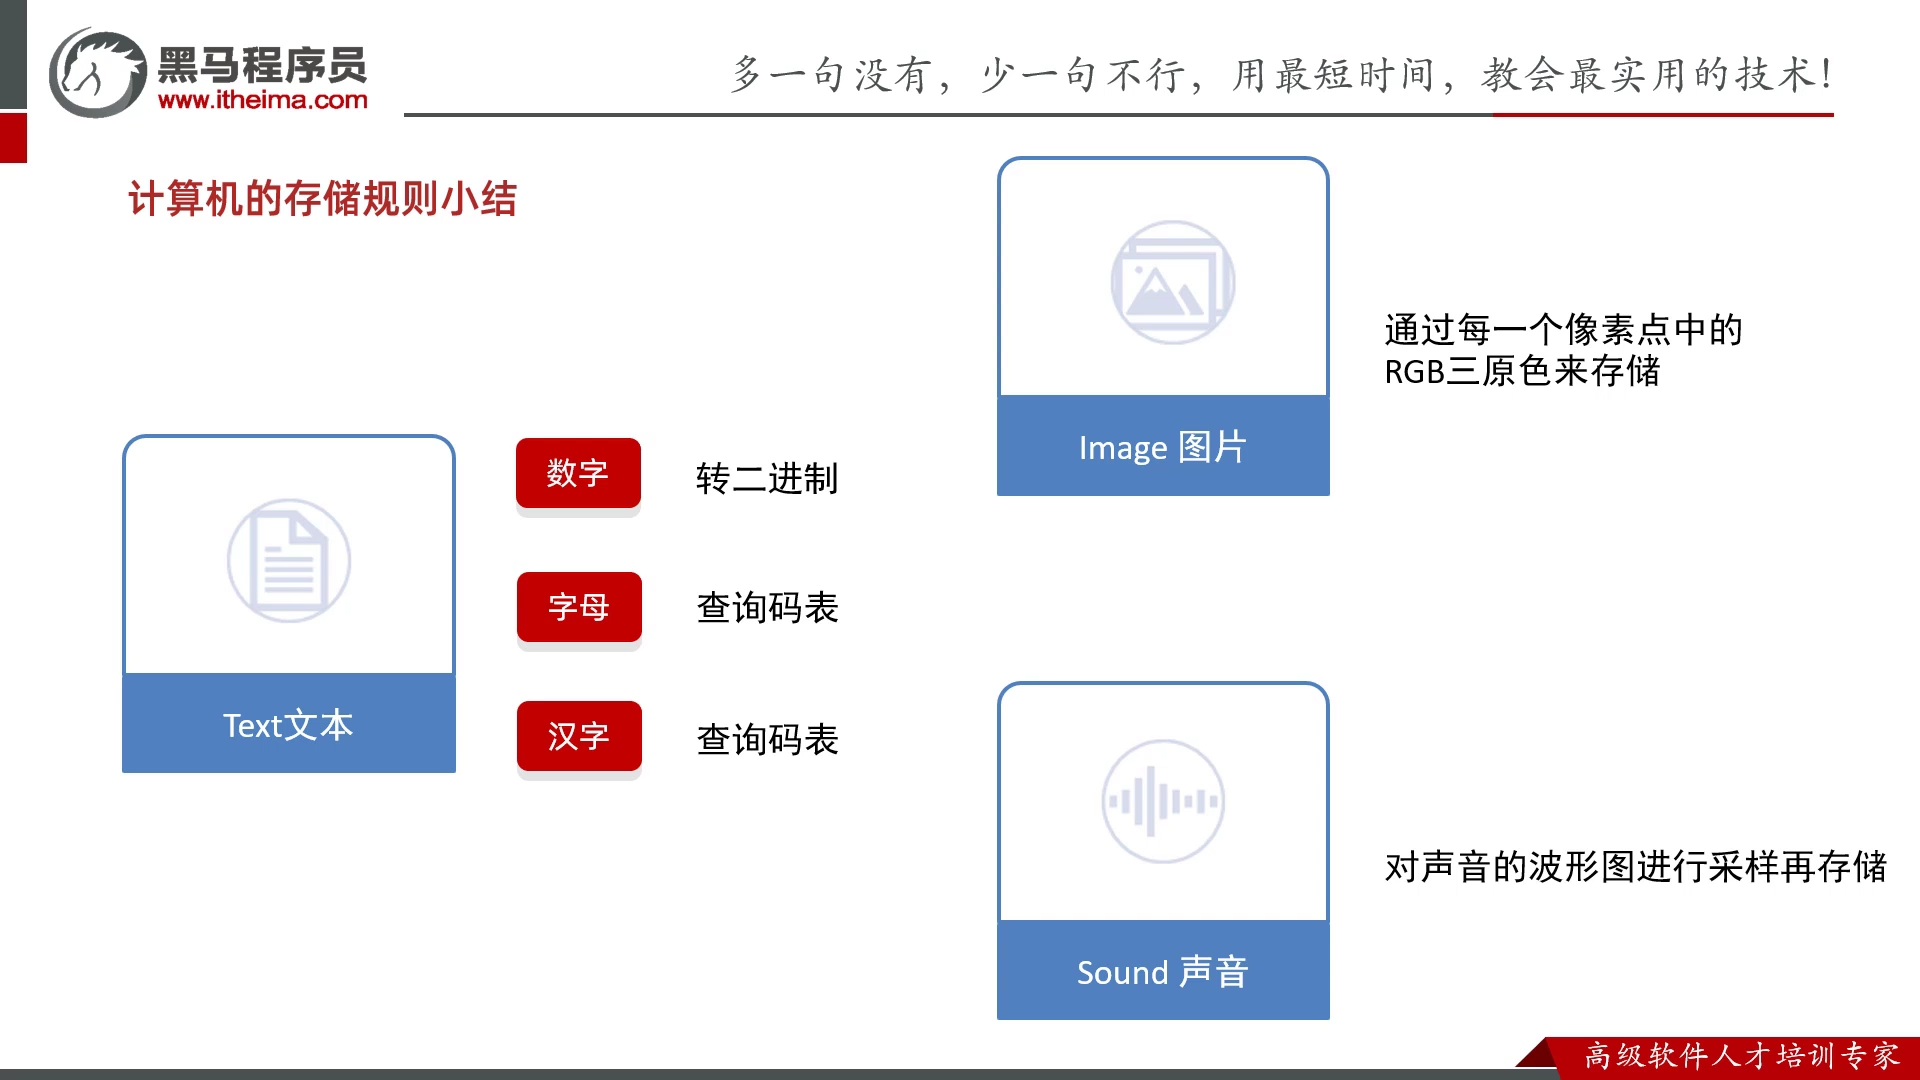 黑马程序员
www.itheima.com
多一句没有，少一句不行，用最短时间，教会最实用的技术！
计算机的存储规则小结
Text文本
数字
转二进制
字母
查询码表
汉字
查询码表
Image 图片
通过每一个像素点中的
RGB三原色来存储
Sound 声音
对声音的波形图进行采样再存储
高级软件人才培训专家